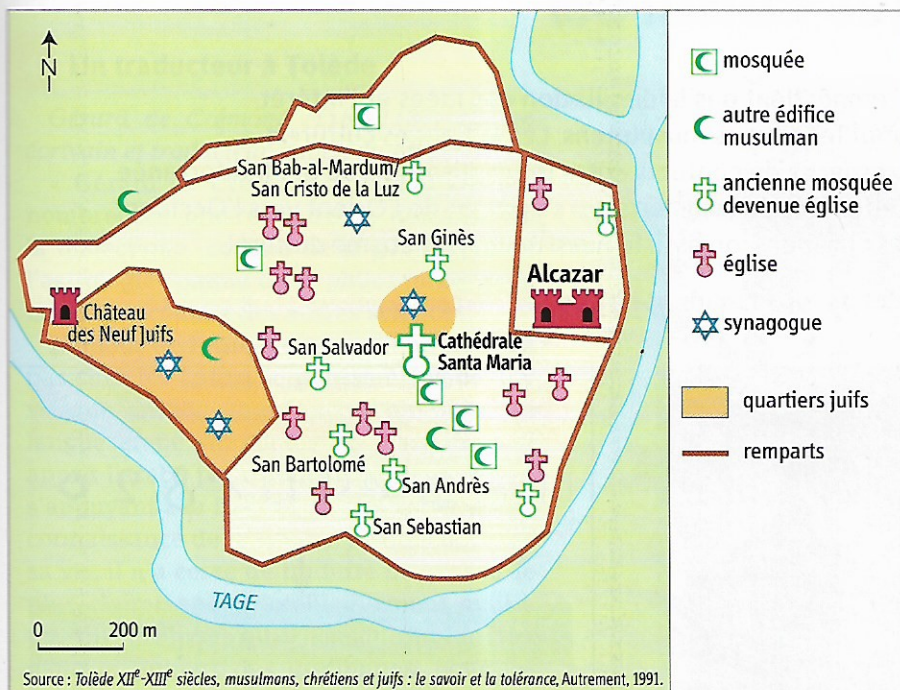 N
San Bab-al-Mardum/
San Cristo de la Luz
San Ginès
Alcazar
Château
des Neuf Juifs
San Salvador
Cathédrale
Santa Maria
San Bartolomé
San Andrès
San Sebastian
TAGE
0 200 m
Source : Tolède XIIe-XIIIe siècles, musulmans, chrétiens et juifs : le savoir et la tolérance, Autrement, 1991.
mosquée
autre édifice
musulman
ancienne mosquée
devenue église
église
synagogue
quartiers juifs
remparts